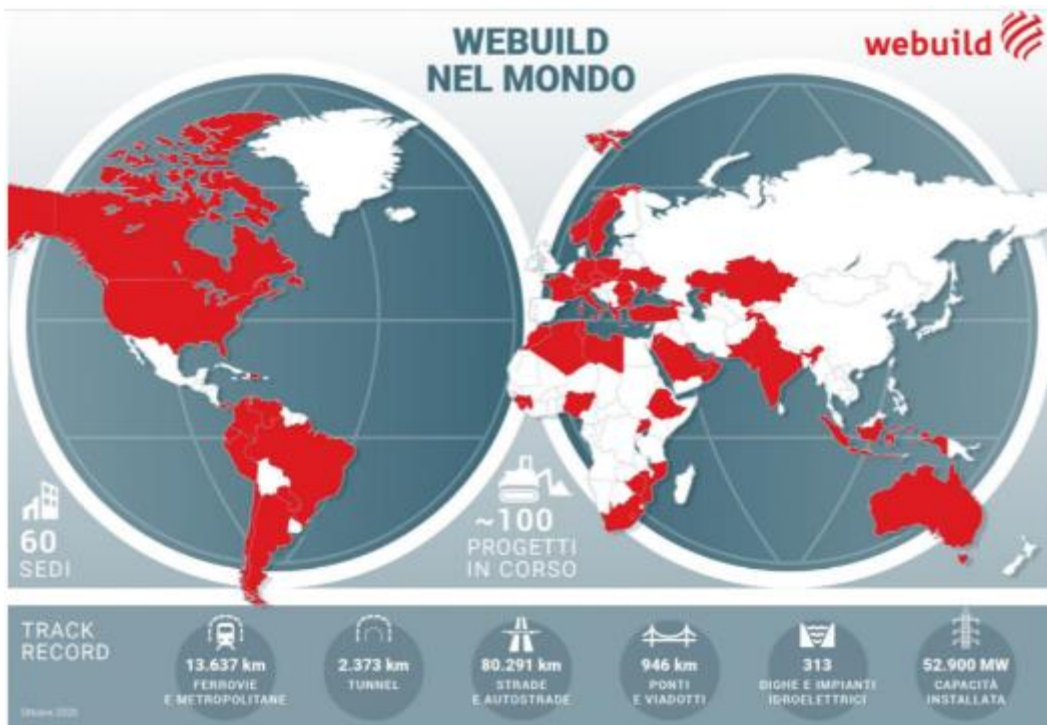 WEBUILD
NEL MONDO
webuild
60
SEDI
~100
PROGETTI
IN CORSO
TRACK
RECORD
13.637 km
FERROVIE
E METROPOLITANE
2.373 km
TUNNEL
80.291 km
STRADE
E AUTOSTRADE
946 km
PONTI
E VIADOTTI
313
DIGHE E IMPIANTI
IDROELETTRICI
52.900 MW
CAPACITÀ
INSTALLATA
Ottobre 2020